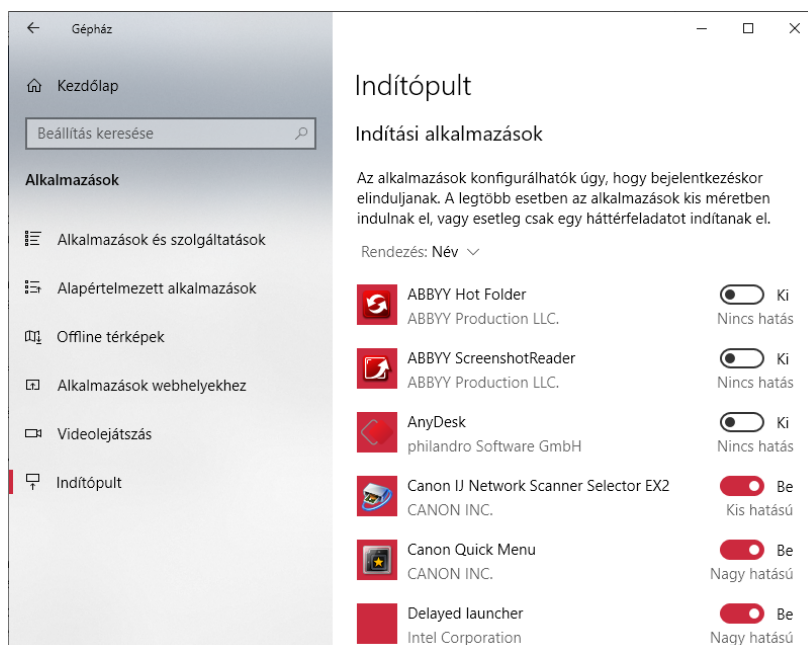 Gépház
Kezdőlap
Beállítás keresése
Alkalmazások
Alkalmazások és szolgáltatások
Alapértelmezett alkalmazások
Offline térképek
Alkalmazások webhelyekhez
Videolejátszás
Indítópult
Indítópult
Indítási alkalmazások
Az alkalmazások konfigurálhatók úgy, hogy bejelentkezéskor
elinduljanak. A legtöbb esetben az alkalmazások kis méretben
indulnak el, vagy esetleg csak egy háttérfeladatot indítanak el.
Rendezés: Név
ABBYY Hot Folder Ki
ABBYY Production LLC. Nincs hatás
ABBYY ScreenshotReader Ki
ABBYY Production LLC. Nincs hatás
AnyDesk Ki
philandro Software GmbH Nincs hatás
Canon IJ Network Scanner Selector EX2 Be
CANON INC. Kis hatású
Canon Quick Menu Be
CANON INC. Nagy hatású
Delayed launcher Be
Intel Corporation Nagy hatású